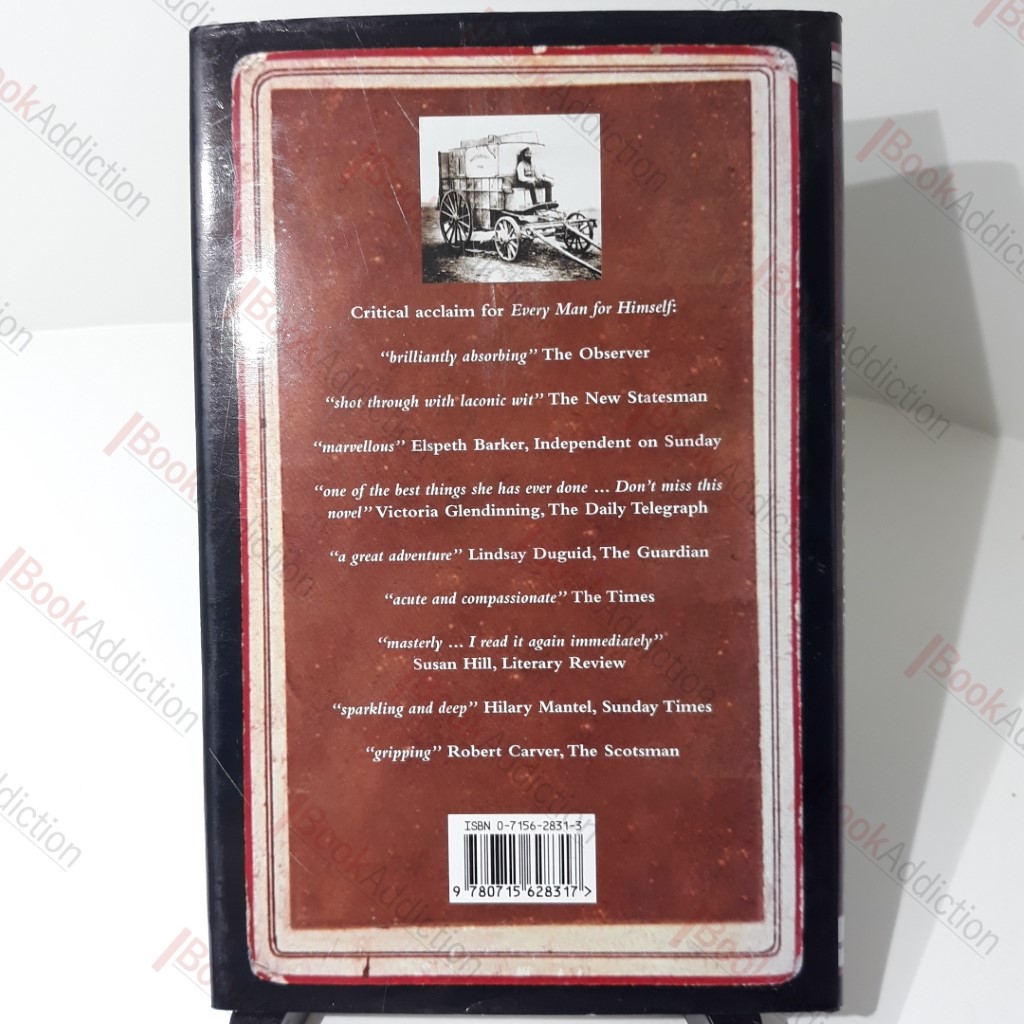 Critical acclaim for Every Man for Himself:
“brilliantly absorbing” The Observer
“shot through with laconic wit” The New Statesman
“marvellous” Elspeth Barker, Independent on Sunday
“one of the best things she has ever done ... Don’t miss this
novel” Victoria Glendinning, The Daily Telegraph
“a great adventure” Lindsay Duguid, The Guardian
“acute and compassionate” The Times
“masterly ... I read it again immediately”
Susan Hill, Literary Review
“sparkling and deep” Hilary Mantel, Sunday Times
“gripping” Robert Carver, The Scotsman
ISBN 0-7156-2831-3
9 780715 628317 >
BookAddiction